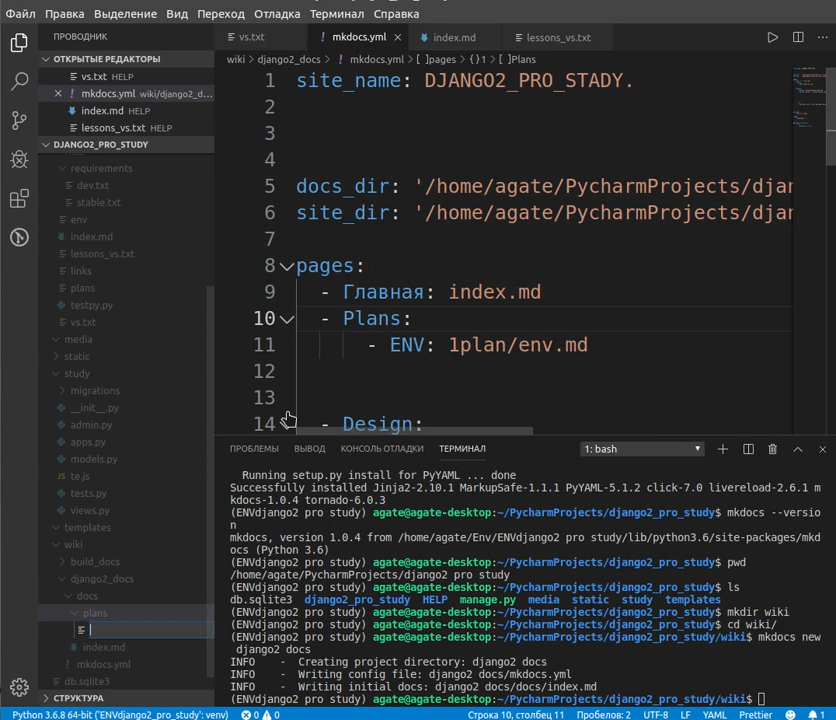 Файл Правка Выделение Вид Переход Отладка Терминал Справка
ПРОВОДНИК
ОТКРЫТЫЕ РЕДАКТОРЫ
vs.txt HELP
mkdocs.yml wiki/django2_d...
index.md HELP
lessons_vs.txt HELP
DJANGO2_PRO_STUDY
requirements
dev.txt
stable.txt
env
index.md
lessons_vs.txt
links
plans
testpy.py
vs.txt
media
static
study
migrations
__init__.py
admin.py
apps.py
models.py
te.js
tests.py
views.py
templates
wiki
build_docs
django2_docs
docs
plans
index.md
mkdocs.yml
db.sqlite3
СТРУКТУРА
vs.txt mkdocs.yml index.md lessons_vs.txt
wiki django2_docs mkdocs.yml [ ]pages {}1 [ ]Plans
1 site_name: DJANGO2_PRO_STADY.
2
3
4
5 docs_dir: '/home/agate/PycharmProjects/djan
6 site_dir: '/home/agate/PycharmProjects/djan
7
8 pages:
9 - Главная: index.md
10 - Plans:
11 - ENV: 1plan/env.md
12
13
14 - Design:
ПРОБЛЕМЫ ВЫВОД КОНСОЛЬ ОТЛАДКИ ТЕРМИНАЛ 1: bash
Running setup.py install for PyYAML ... done
Successfully installed Jinja2-2.10.1 MarkupSafe-1.1.1 PyYAML-5.1.2 click-7.0 livereload-2.6.1 m
kdocs-1.0.4 tornado-6.0.3
(ENVdjango2 pro study) agate@agate-desktop:~/PycharmProjects/django2_pro_study$ mkdocs --versio
n
mkdocs, version 1.0.4 from /home/agate/Env/ENVdjango2 pro study/lib/python3.6/site-packages/mkd
ocs (Python 3.6)
(ENVdjango2 pro study) agate@agate-desktop:~/PycharmProjects/django2_pro_study$ pwd
/home/agate/PycharmProjects/django2 pro study
(ENVdjango2 pro study) agate@agate-desktop:~/PycharmProjects/django2_pro_study$ ls
db.sqlite3 django2_pro_study HELP manage.py media static study templates
(ENVdjango2 pro study) agate@agate-desktop:~/PycharmProjects/django2_pro_study$ mkdir wiki
(ENVdjango2 pro study) agate@agate-desktop:~/PycharmProjects/django2_pro_study$ cd wiki/
(ENVdjango2 pro study) agate@agate-desktop:~/PycharmProjects/django2_pro_study/wiki$ mkdocs new
django2 docs
INFO - Creating project directory: django2 docs
INFO - Writing config file: django2 docs/mkdocs.yml
INFO - Writing initial docs: django2 docs/docs/index.md
(ENVdjango2 pro study) agate@agate-desktop:~/PycharmProjects/django2_pro_study/wiki$
Python 3.6.8 64-bit ('ENVdjango2_pro_study': venv) 0 0 Строка 10, столбец 11 Пробелов: 2 UTF-8 LF YAML Prettier 1